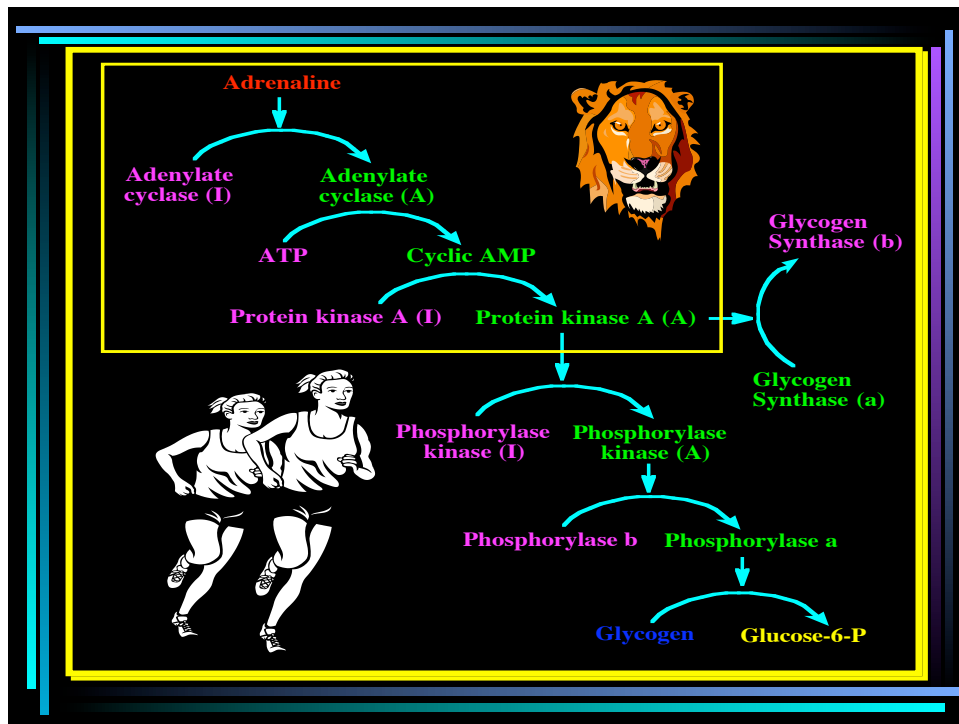 Adrenaline
Adenylate
cyclase (I)
Adenylate
cyclase (A)
ATP
Cyclic AMP
Glycogen
Synthase (b)
Protein kinase A (I)
Protein kinase A (A)
Glycogen
Synthase (a)
Phosphorylase
kinase (I)
Phosphorylase
kinase (A)
Phosphorylase b
Phosphorylase a
Glycogen
Glucose-6-P